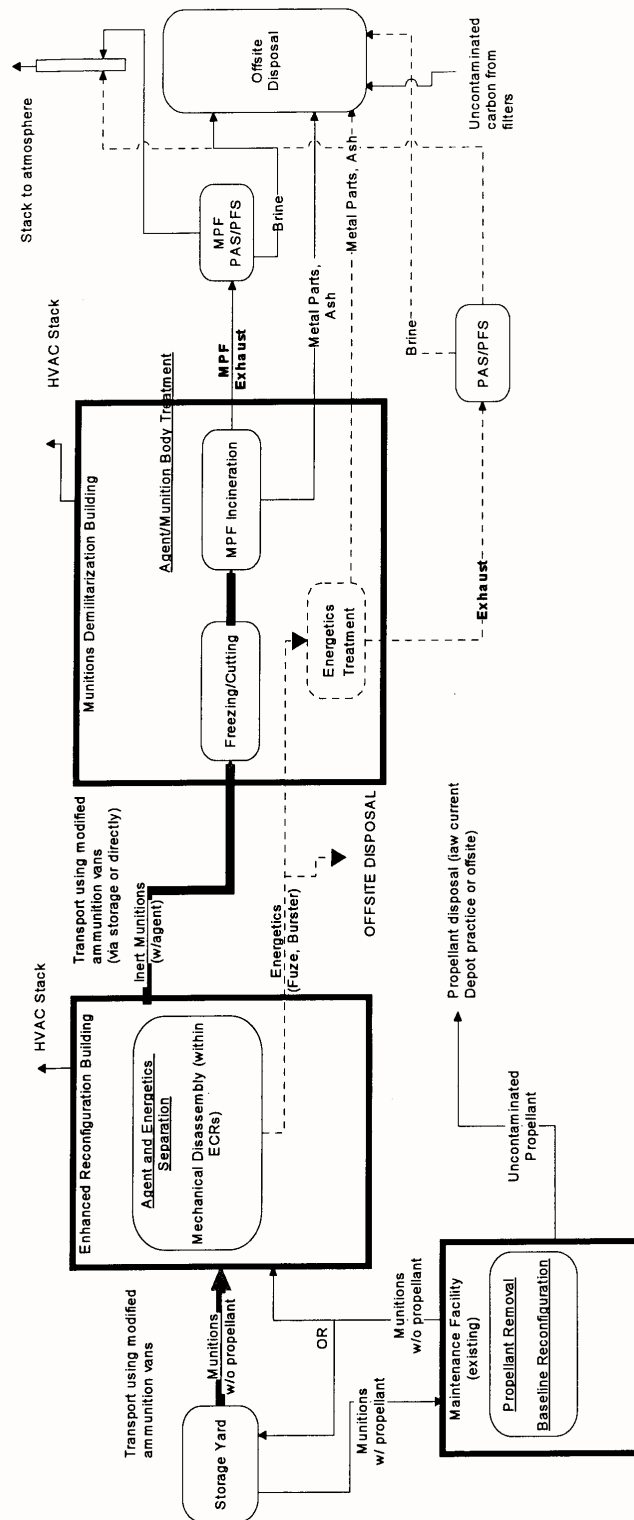 Transport using modified
ammunition vans
Storage Yard
Munitions
w/o propellant
OR
Munitions
w/ propellant
Munitions
w/o propellant
Maintenance Facility
(existing)
Propellant Removal
Baseline Reconfiguration
Uncontaminated
Propellant
Propellant disposal (iaw current
Depot practice or offsite)
HVAC Stack
Enhanced Reconfiguration Building
Agent and Energetics
Separation
Mechanical Disassembly (within
ECRs)
Transport using modified
ammunition vans
(via storage or directly)
Inert Munitions
(w/agent)
Energetics
(Fuze, Burster)
OFFSITE DISPOSAL
HVAC Stack
Munitions Demilitarization Building
Agent/Munition Body Treatment
Freezing/Cutting
MPF Incineration
Energetics
Treatment
MPF
Exhaust
Exhaust
Stack to atmosphere
MPF
PAS/PFS
Brine
Metal Parts,
Ash
Metal Parts, Ash
Brine
PAS/PFS
Offsite
Disposal
Uncontaminated
carbon from
filters